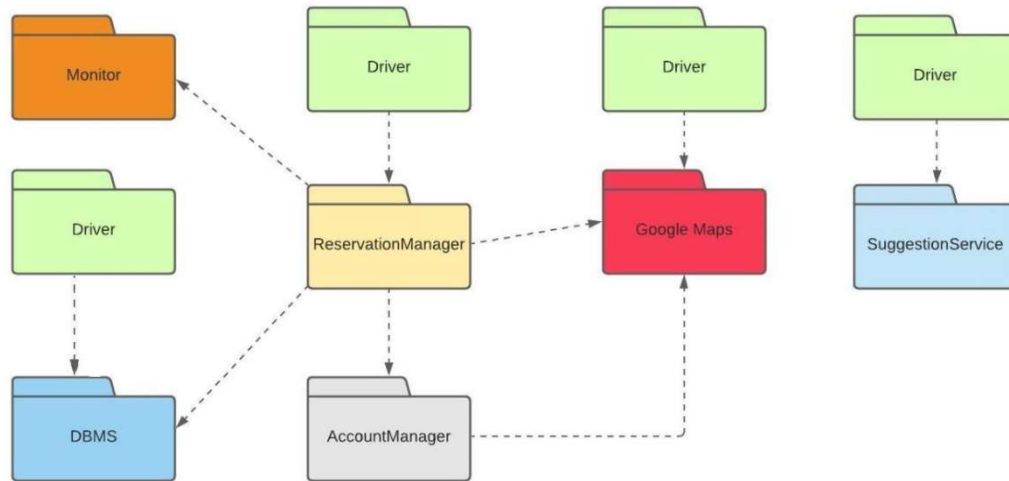 Monitor
Driver
Driver
Driver
Driver
ReservationManager
Google Maps
SuggestionService
DBMS
AccountManager